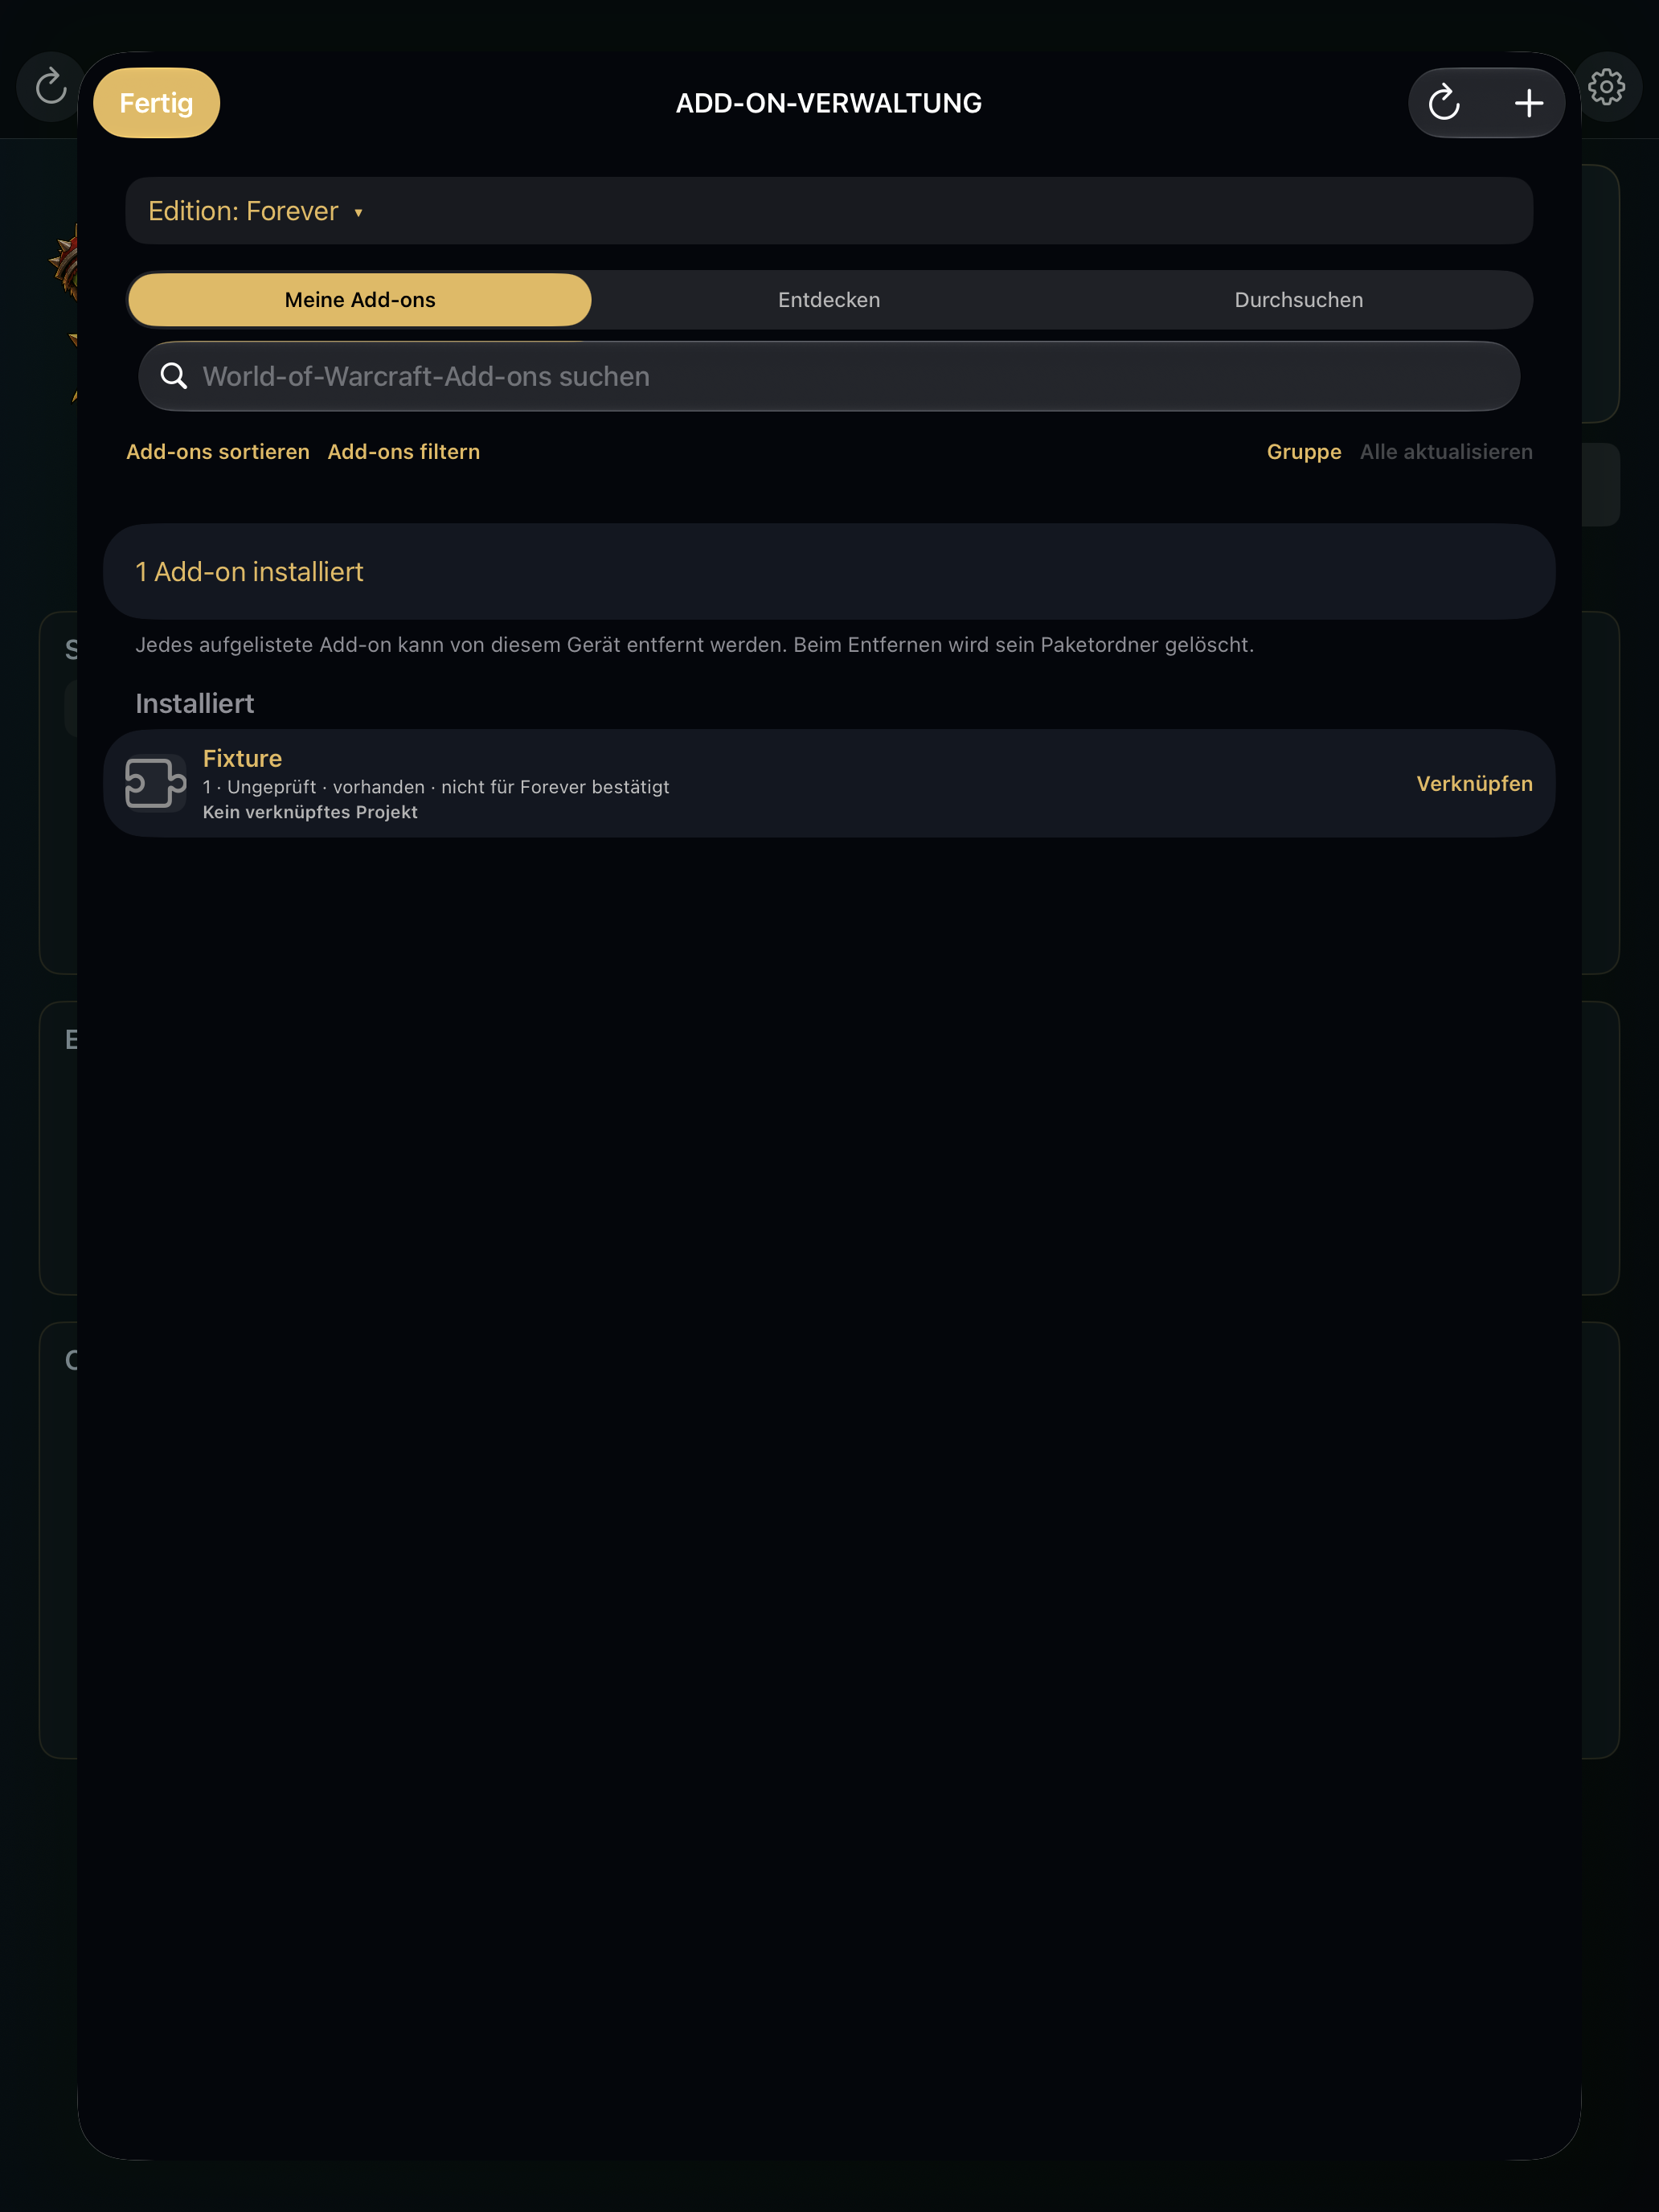 Fertig
ADD-ON-VERWALTUNG
Edition: Forever ▾
Meine Add-ons
Entdecken
Durchsuchen
World-of-Warcraft-Add-ons suchen
Add-ons sortieren
Add-ons filtern
Gruppe
Alle aktualisieren
1 Add-on installiert
Jedes aufgelistete Add-on kann von diesem Gerät entfernt werden. Beim Entfernen wird sein Paketordner gelöscht.
Installiert
Fixture
1 · Ungeprüft · vorhanden · nicht für Forever bestätigt
Kein verknüpftes Projekt
Verknüpfen